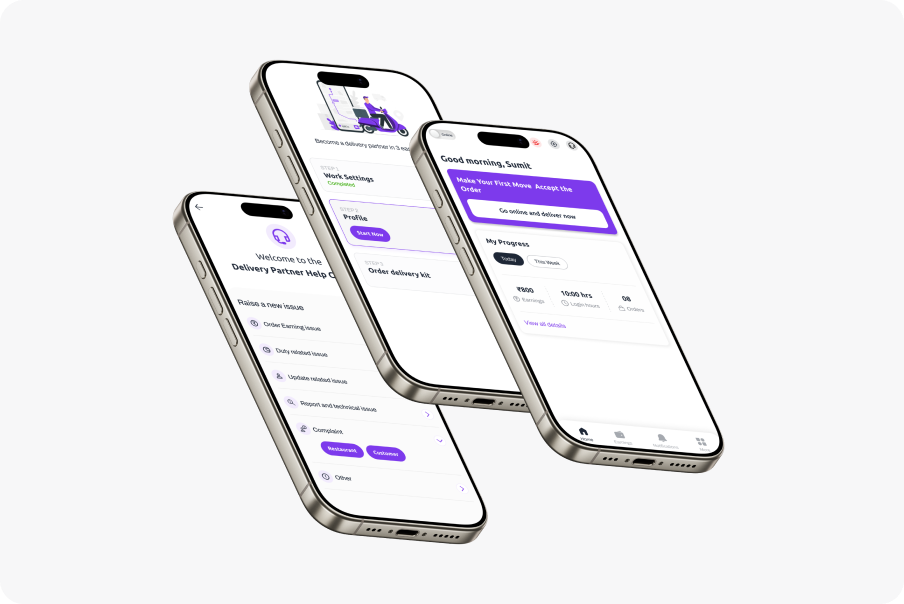 Welcome to the
Delivery Partner Help C
Raise a new issue
Order Earning issue
Duty related issue
Update related issue
Report and technical issue
Complaint
Restaurant
Customer
Other
Become a delivery partner in 3 eas
STEP 1
Work Settings
Completed
STEP 2
Profile
Start Now
STEP 3
Order delivery kit
Good morning, Sumit
Make Your First Move Accept the
Order
Go online and deliver now
My Progress
Today
This Week
₹800
Earnings
10:00 hrs
Login hours
08
Orders
View all details
Home
Earnings
Notifications
More